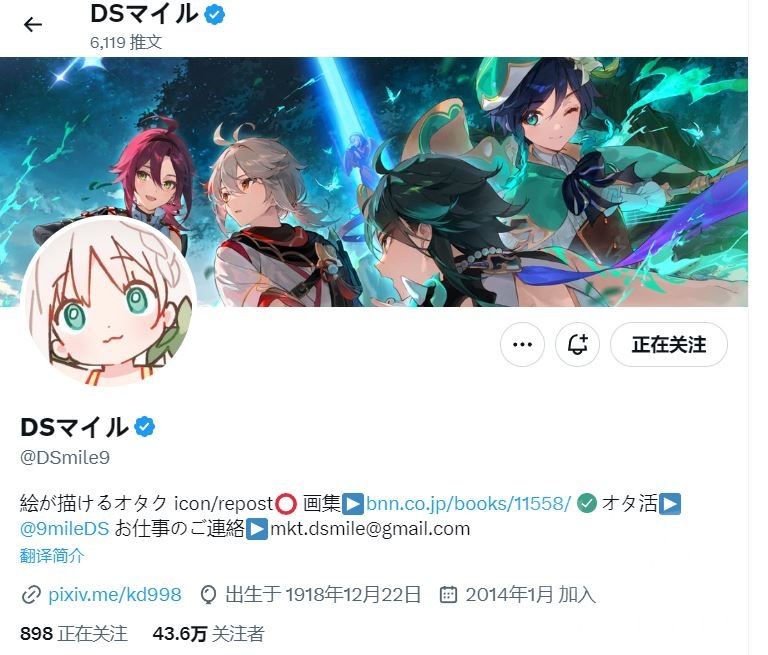 DSマイル
6,119 推文
正在关注
DSマイル
@DSmile9
絵が描けるオタク icon/repost⭕ 画集▶️bnn.co.jp/books/11558/ ✅オタ活▶️
@9mileDS お仕事のご連絡▶️mkt.dsmile@gmail.com
翻译简介
pixiv.me/kd998 出生于 1918年12月22日 2014年1月 加入
898 正在关注 43.6万 关注者